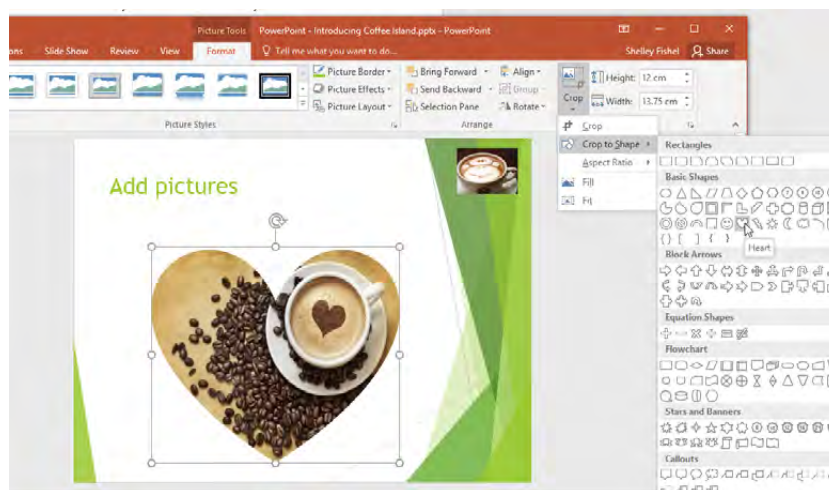 Picture Tools PowerPoint - Introducing Coffee Island.pptx - PowerPoint
ons Slide Show Review View Format Tell me what you want to do... Shelley Fishel Share
Picture Border Bring Forward Align Height: 12 cm
Picture Effects Send Backward Group Crop Width: 13.75 cm
Picture Layout Selection Pane Rotate
Picture Styles Arrange
Crop
Crop to Shape
Aspect Ratio
Fill
Fit
Rectangles
Basic Shapes
Heart
Block Arrows
Equation Shapes
Flowchart
Stars and Banners
Callouts
Add pictures